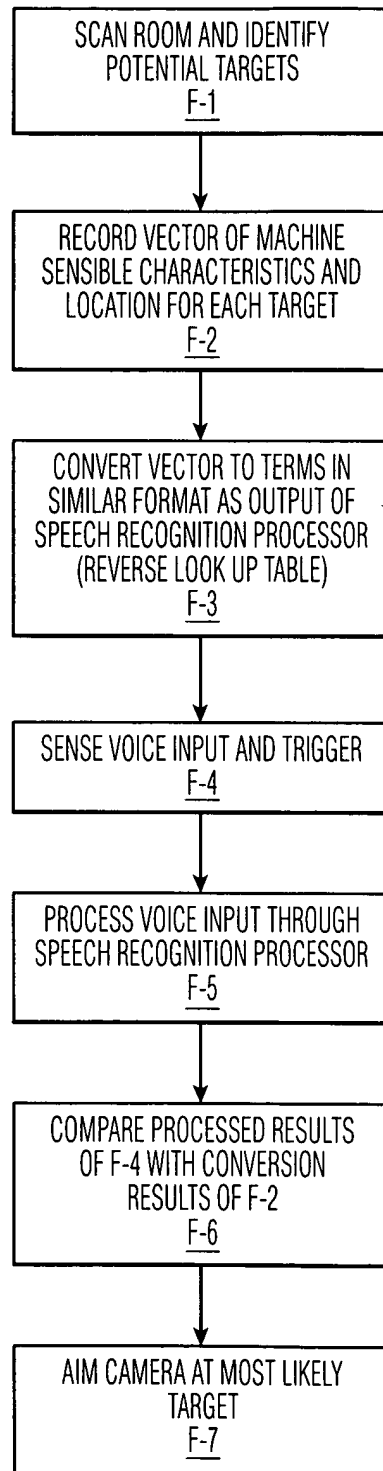 SCAN ROOM AND IDENTIFY
POTENTIAL TARGETS
F-1
RECORD VECTOR OF MACHINE
SENSIBLE CHARACTERISTICS AND
LOCATION FOR EACH TARGET
F-2
CONVERT VECTOR TO TERMS IN
SIMILAR FORMAT AS OUTPUT OF
SPEECH RECOGNITION PROCESSOR
(REVERSE LOOK UP TABLE)
F-3
SENSE VOICE INPUT AND TRIGGER
F-4
PROCESS VOICE INPUT THROUGH
SPEECH RECOGNITION PROCESSOR
F-5
COMPARE PROCESSED RESULTS
OF F-4 WITH CONVERSION
RESULTS OF F-2
F-6
AIM CAMERA AT MOST LIKELY
TARGET
F-7